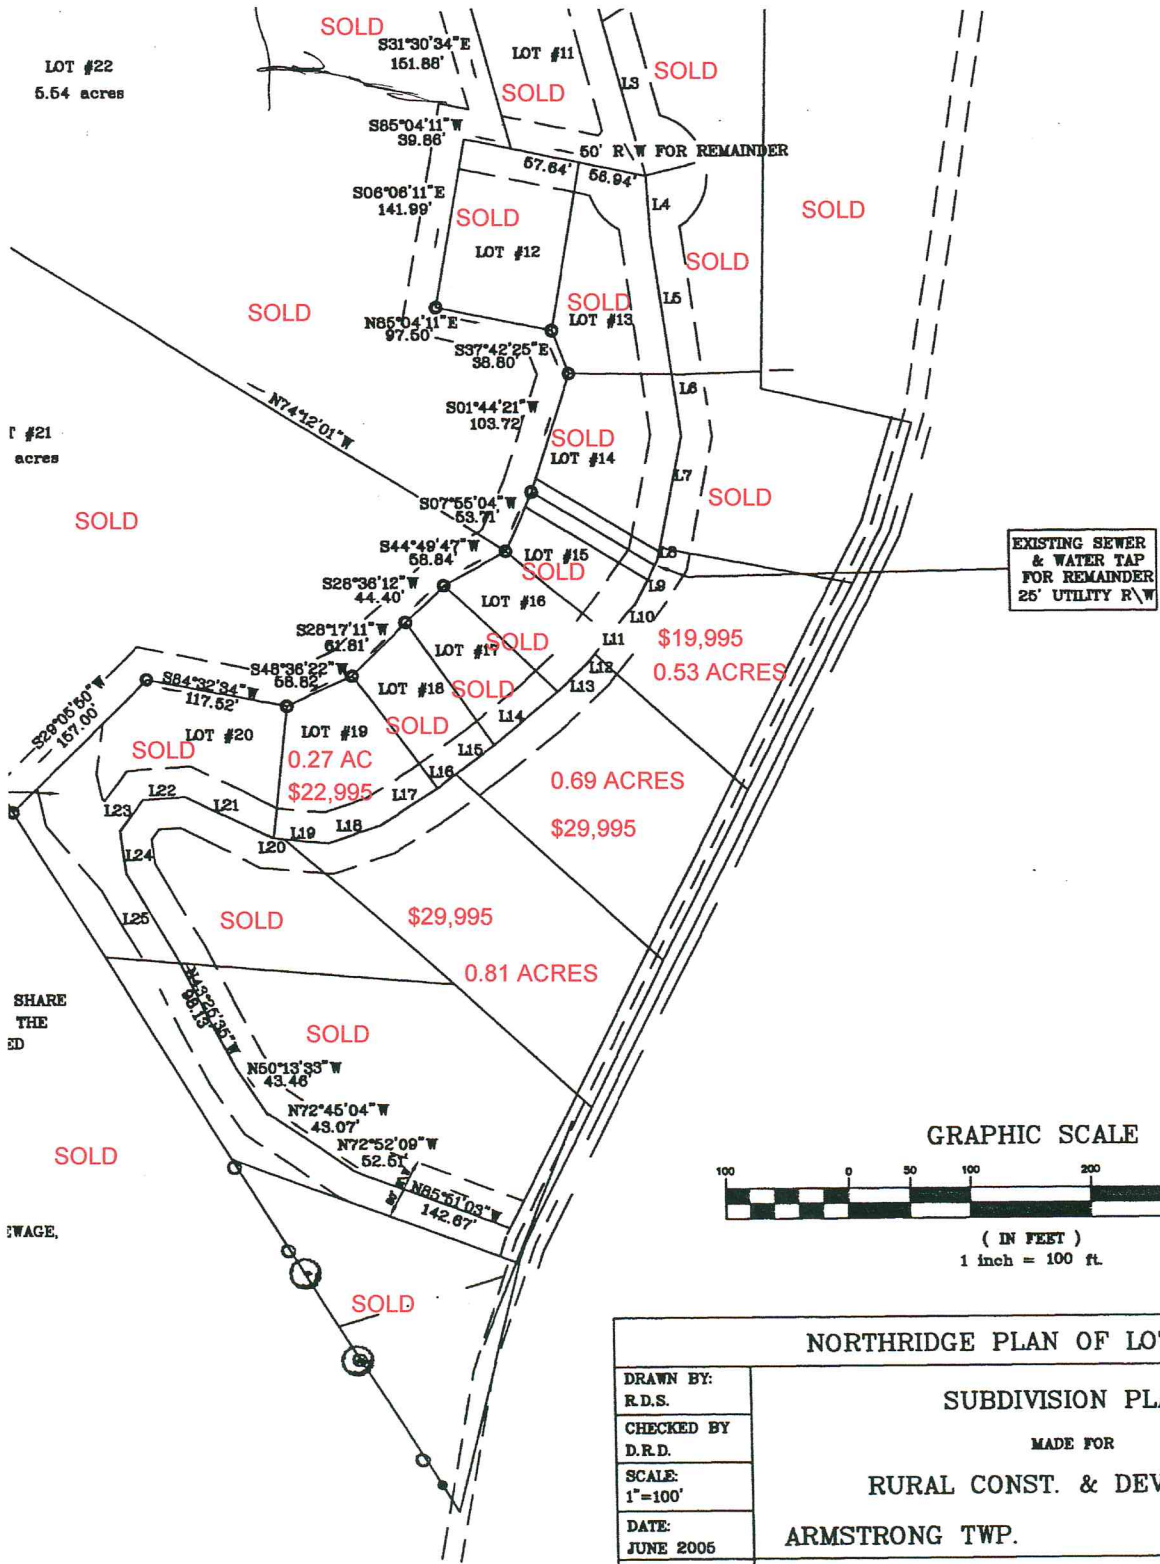 SOLD
S31°30'34"E
151.88'
LOT #11
LOT #22
5.54 acres
L3
SOLD
SOLD
S85°04'11"W
39.86'
50' R\W FOR REMAINDER
57.64'
56.94'
S06°06'11"E
141.99'
L4
SOLD
SOLD
LOT #12
SOLD
SOLD
L5
SOLD
LOT #13
N85°04'11"E
97.50'
S37°42'25"E
38.80'
L6
N74°12'01"W
S01°44'21"W
103.72'
T #21
acres
SOLD
LOT #14
L7
SOLD
SOLD
S07°55'04"W
53.71'
S44°49'47"W
58.84'
LOT #15
L8
SOLD
EXISTING SEWER
& WATER TAP
FOR REMAINDER
25' UTILITY R\W
L9
S26°36'12"W
44.40'
LOT #16
L10
S28°17'11"W
61.81'
LOT #17
SOLD
L11
$19,995
0.53 ACRES
L12
L13
S48°36'22"W
58.82'
S84°32'34"W
117.52'
S29°05'50"W
157.00'
LOT #18
SOLD
L14
SOLD
LOT #19
LOT #20
SOLD
0.27 AC
$22,995
L15
L16
L17
0.69 ACRES
$29,995
L22
L21
L23
L18
L19
L20
L24
SOLD
$29,995
L25
0.81 ACRES
N43°25'35"W
98.13'
SHARE
THE
ED
SOLD
N50°13'33"W
43.46'
N72°45'04"W
43.07'
N72°52'09"W
52.51'
N85°51'03"W
142.67'
SOLD
EWAGE,
SOLD
GRAPHIC SCALE
100 0 50 100 200
( IN FEET )
1 inch = 100 ft.
NORTHRIDGE PLAN OF LO
DRAWN BY:
R.D.S.
SUBDIVISION PL
CHECKED BY
D.R.D.
MADE FOR
SCALE:
1"=100'
RURAL CONST. & DEV
DATE:
JUNE 2005
ARMSTRONG TWP.